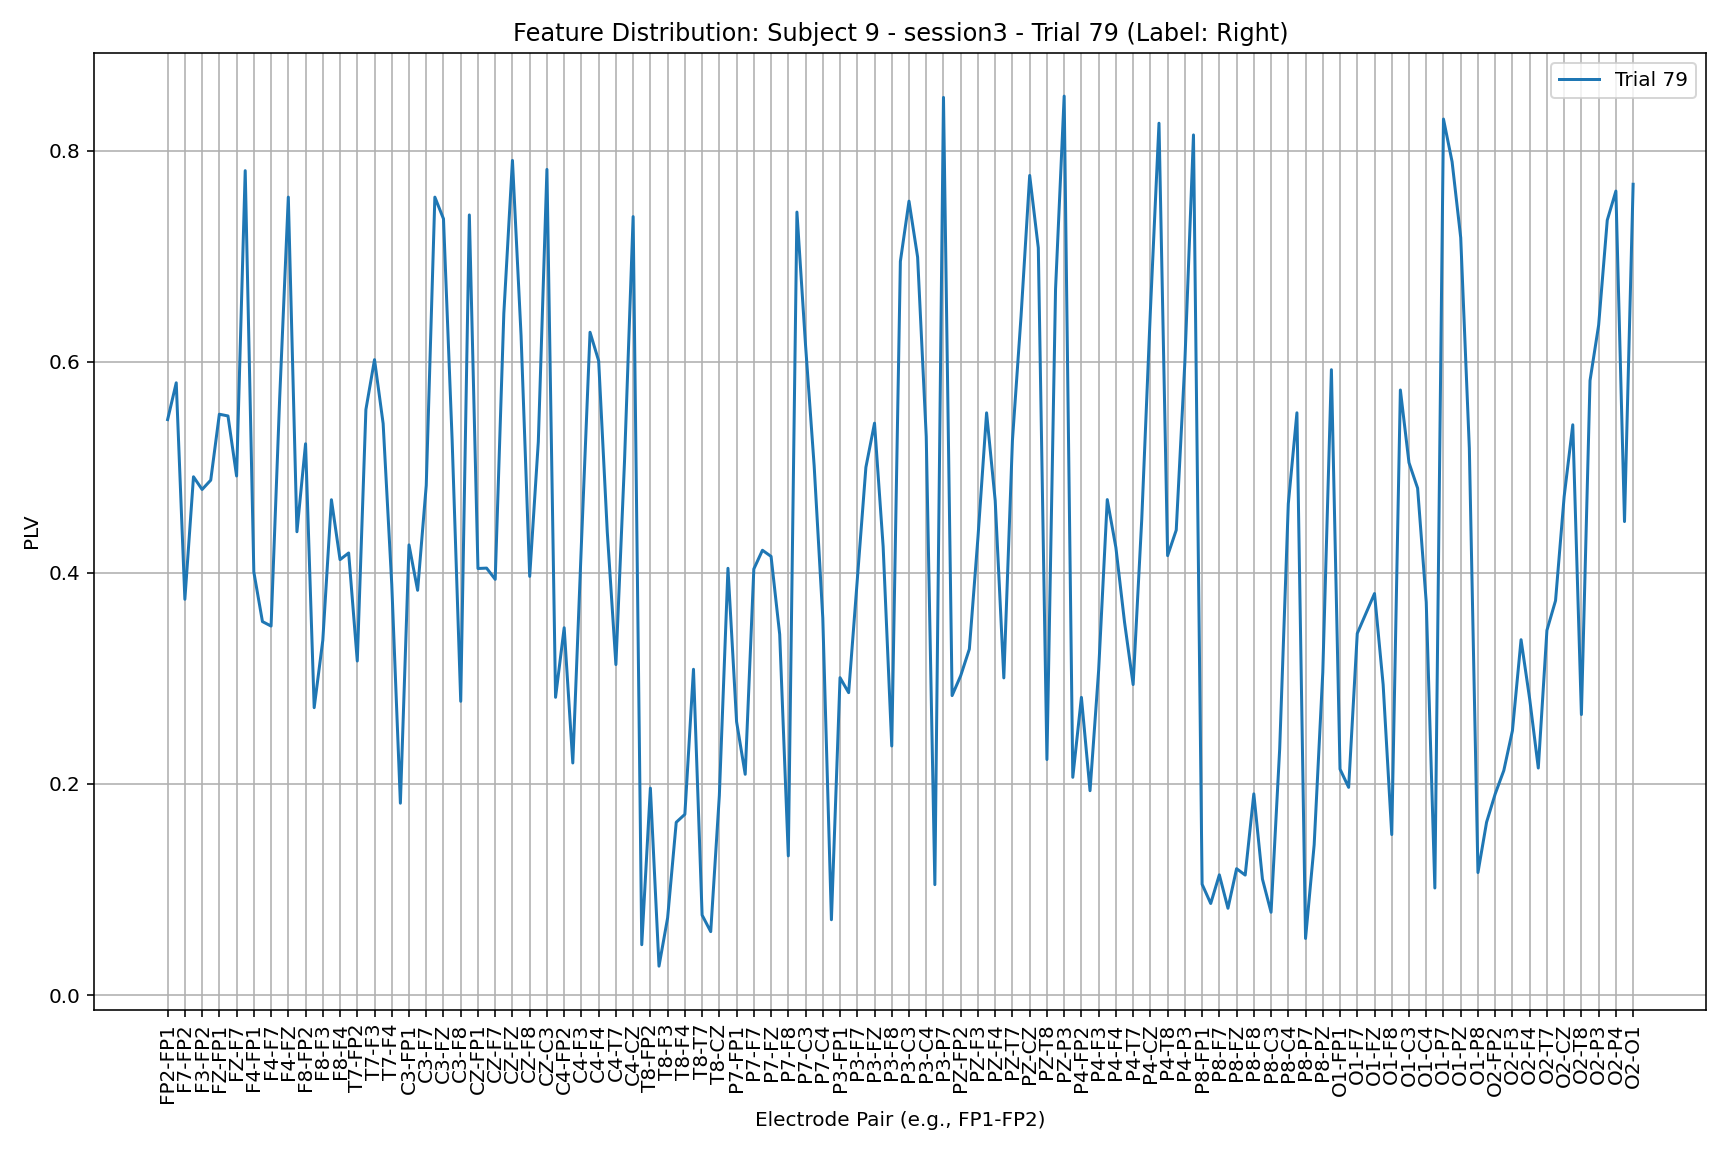 Feature Distribution: Subject 9 - session3 - Trial 79 (Label: Right)
Trial 79
PLV
0.8
0.6
0.4
0.2
0.0
FP2-FP1
F7-FP2
F3-FP2
FZ-FP1
FZ-F7
F4-FP1
F4-F7
F4-FZ
F8-FP2
F8-F3
F8-F4
T7-FP2
T7-F3
T7-F4
C3-FP1
C3-F7
C3-FZ
C3-F8
CZ-FP1
CZ-F7
CZ-FZ
CZ-F8
CZ-C3
C4-FP2
C4-F3
C4-F4
C4-T7
C4-CZ
T8-FP2
T8-F3
T8-F4
T8-T7
T8-CZ
P7-FP1
P7-F7
P7-FZ
P7-F8
P7-C3
P7-C4
P3-FP1
P3-F7
P3-FZ
P3-F8
P3-C3
P3-C4
P3-P7
PZ-FP2
PZ-F3
PZ-F4
PZ-T7
PZ-CZ
PZ-T8
PZ-P3
P4-FP2
P4-F3
P4-F4
P4-T7
P4-CZ
P4-T8
P4-P3
P8-FP1
P8-F7
P8-FZ
P8-F8
P8-C3
P8-C4
P8-P7
P8-PZ
O1-FP1
O1-F7
O1-FZ
O1-F8
O1-C3
O1-C4
O1-P7
O1-PZ
O1-P8
O2-FP2
O2-F3
O2-F4
O2-T7
O2-CZ
O2-T8
O2-P3
O2-P4
O2-O1
Electrode Pair (e.g., FP1-FP2)